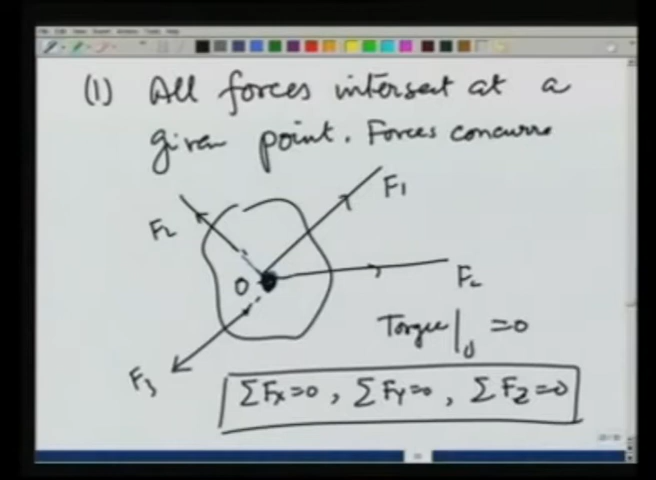 (1) All forces intersect at a
given point. Forces concurre
F1
F2
F2
O
F3
Torque|0 =0
ΣFx=0, ΣFy=0, ΣFz=0